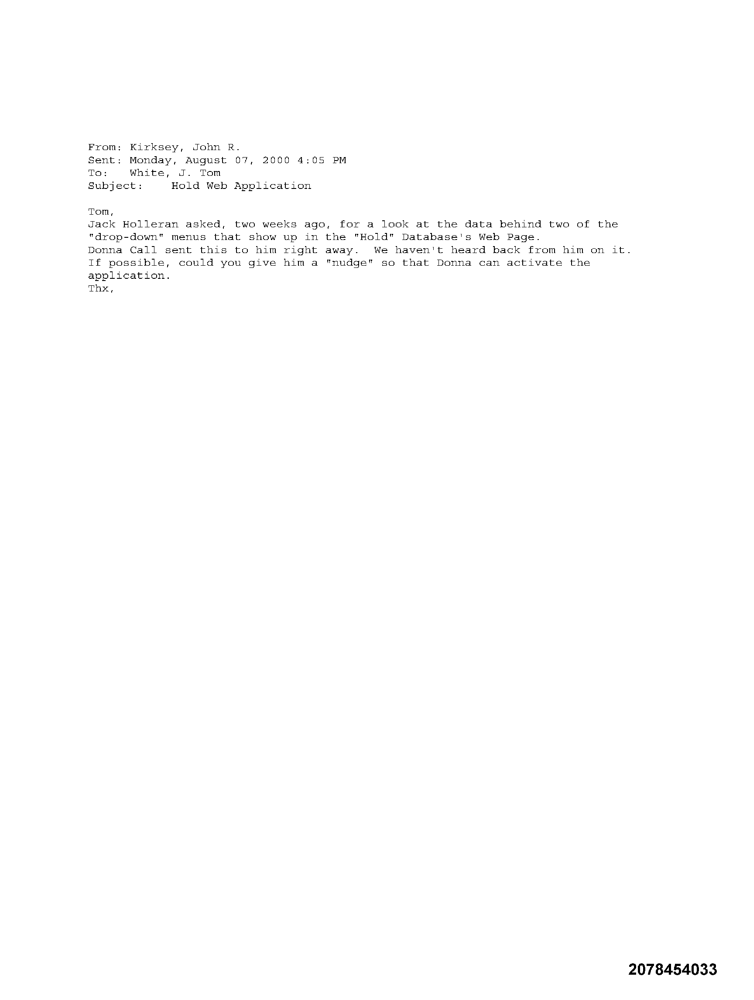 From: Kirksey, John R.
Sent: Monday, August 07, 2000 4:05 PM
To:   White, J. Tom
Subject:    Hold Web Application

Tom,
Jack Holleran asked, two weeks ago, for a look at the data behind two of the
"drop-down" menus that show up in the "Hold" Database's Web Page.
Donna Call sent this to him right away.  We haven't heard back from him on it.
If possible, could you give him a "nudge" so that Donna can activate the
application.
Thx,

2078454033